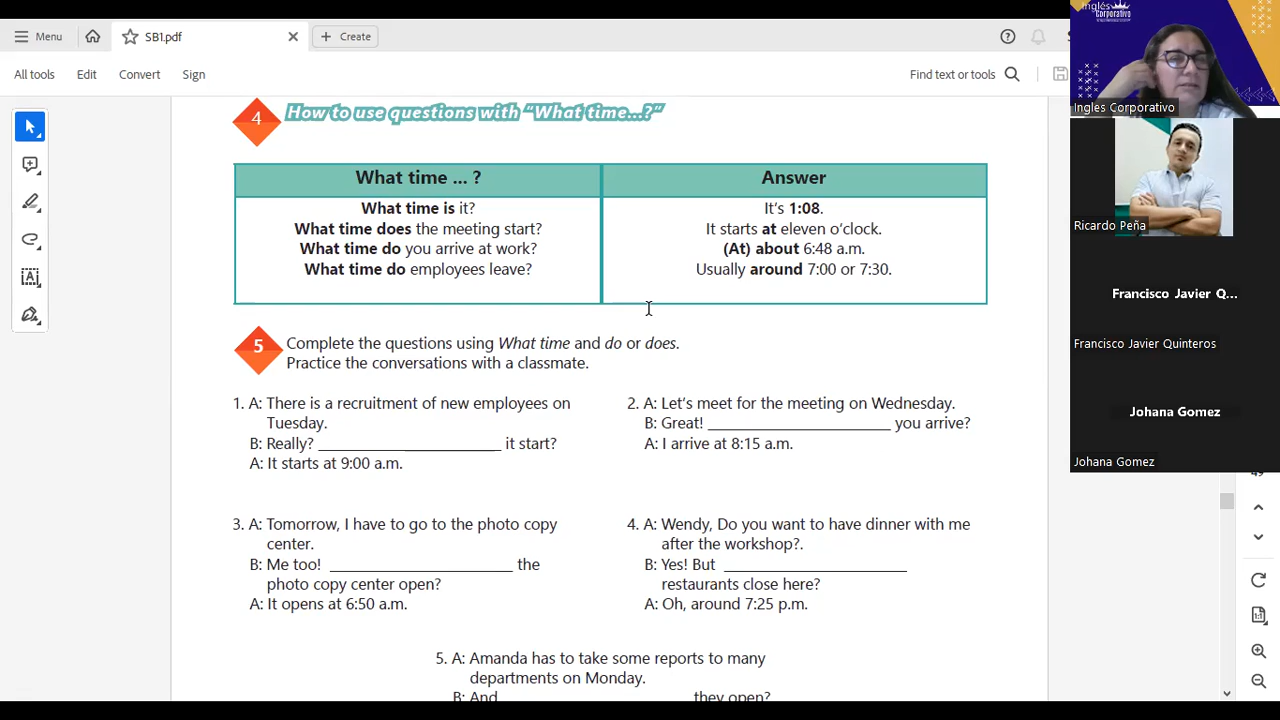 Menu
SB1.pdf
Create
All tools
Edit
Convert
Sign
Find text or tools
4
How to use questions with "What time...?"
What time ... ?
Answer
What time is it?
It's 1:08.
What time does the meeting start?
It starts at eleven o'clock.
What time do you arrive at work?
(At) about 6:48 a.m.
What time do employees leave?
Usually around 7:00 or 7:30.
5
Complete the questions using What time and do or does.
Practice the conversations with a classmate.
1. A: There is a recruitment of new employees on
Tuesday.
B: Really? ____________________ it start?
A: It starts at 9:00 a.m.
2. A: Let's meet for the meeting on Wednesday.
B: Great! ____________________ you arrive?
A: I arrive at 8:15 a.m.
3. A: Tomorrow, I have to go to the photo copy
center.
B: Me too! ____________________ the
photo copy center open?
A: It opens at 6:50 a.m.
4. A: Wendy, Do you want to have dinner with me
after the workshop?.
B: Yes! But ____________________
restaurants close here?
A: Oh, around 7:25 p.m.
5. A: Amanda has to take some reports to many
departments on Monday.
B: And ____________________ they open?
Inglés
Corporativo
Ingles Corporativo
Ricardo Peña
Francisco Javier Q...
Francisco Javier Quinteros
Johana Gomez
Johana Gomez